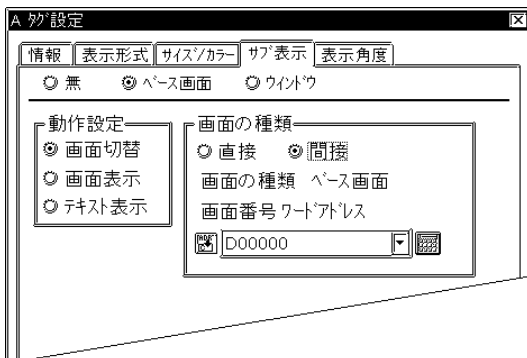 A ﾀｸﾞ設定
情報 表示形式 ｻｲｽﾞ/ｶﾗｰ ｻﾌﾞ表示 表示角度
無 ﾍﾞｰｽ画面 ｳｨﾝﾄﾞｳ
動作設定
画面切替
画面表示
ﾃｷｽﾄ表示
画面の種類
直接 間接
画面の種類 ﾍﾞｰｽ画面
画面番号ﾜｰﾄﾞｱﾄﾞﾚｽ
D00000